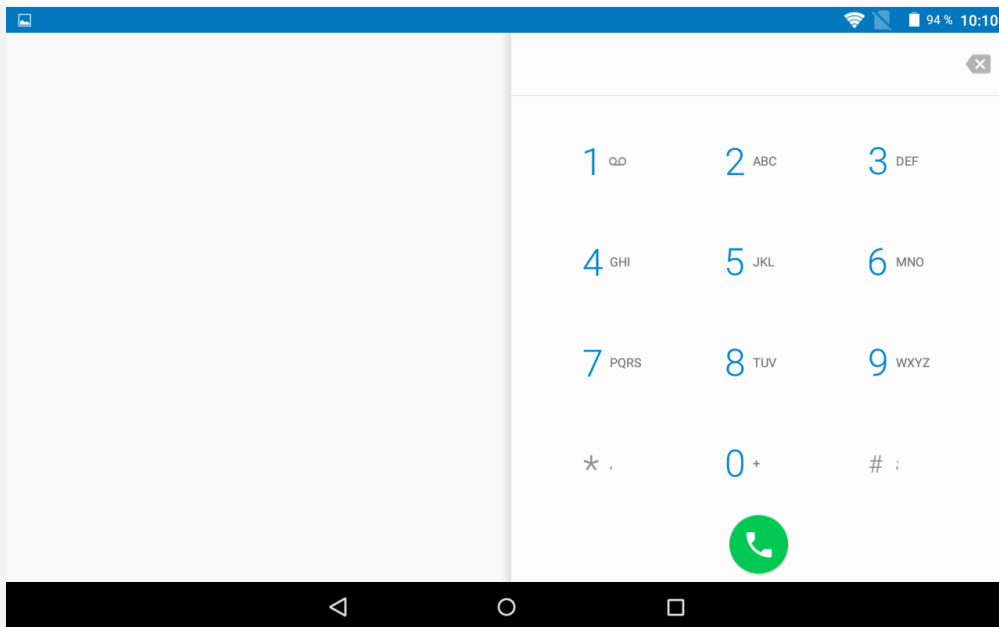 94 % 10:10
1 2 ABC 3 DEF
4 GHI 5 JKL 6 MNO
7 PQRS 8 TUV 9 WXYZ
* , 0 + # ;